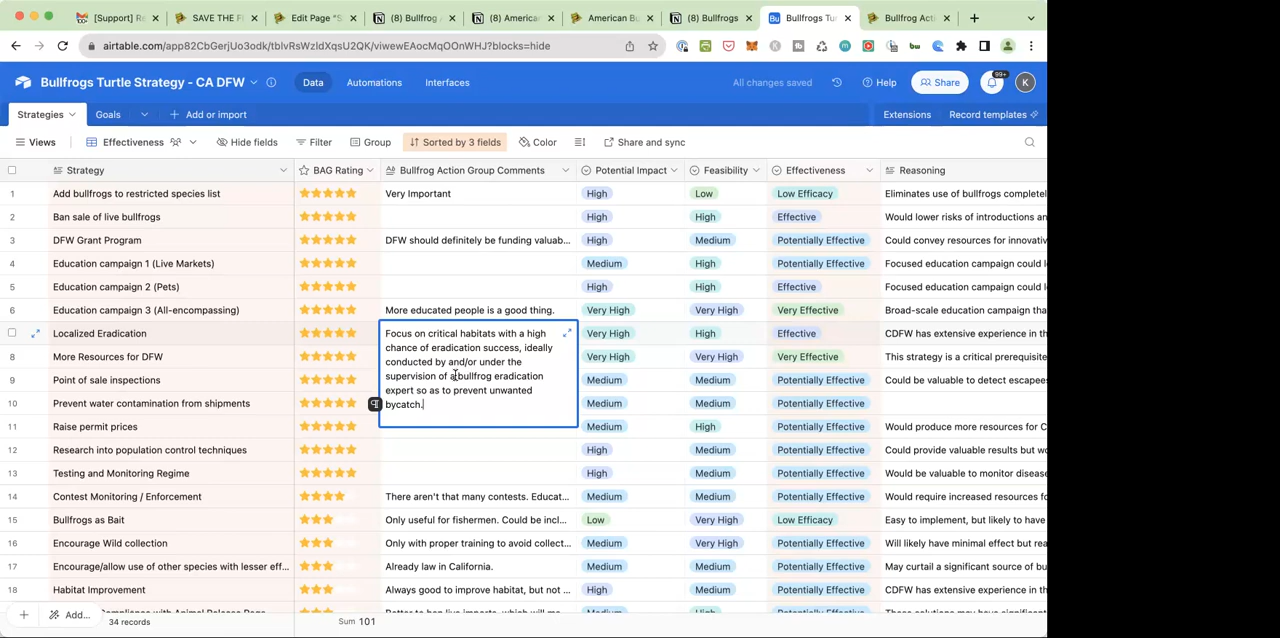 [Support] R
SAVE THE F
Edit Page "S
(8) Bullfrog
(8) American
American Bu
(8) Bullfrogs
Bullfrogs Tu
Bullfrog Acti
airtable.com/
?blocks=hide
Bullfrogs Turtle Strategy - CA DFW
Data
Automations
Interfaces
All changes saved
Help
Share
99+
K
Strategies
Goals
Add or import
Extensions
Record templates
Views
Effectiveness
Hide fields
Filter
Group
Sorted by 3 fields
Color
Share and sync
Strategy BAG Rating Bullfrog Action Group Comments Potential Impact Feasibility Effectiveness Reasoning
1 Add bullfrogs to restricted species list Very Important High Low Low Efficacy Eliminates use of bullfrogs completel
2 Ban sale of live bullfrogs High High Effective Would lower risks of introductions an
3 DFW Grant Program DFW should definitely be funding valuab... High Medium Potentially Effective Could convey resources for innovativ
4 Education campaign 1 (Live Markets) Medium High Potentially Effective Focused education campaign could l
5 Education campaign 2 (Pets) High High Effective Focused education campaign could l
6 Education campaign 3 (All-encompassing) More educated people is a good thing. Very High Very High Very Effective Broad-scale education campaign tha
Localized Eradication Very High High Effective CDFW has extensive experience in th
Focus on critical habitats with a high
chance of eradication success, ideally
conducted by and/or under the
supervision of a bullfrog eradication
expert so as to prevent unwanted
bycatch.
8 More Resources for DFW Very High Very High Very Effective This strategy is a critical prerequisite
9 Point of sale inspections Medium Medium Potentially Effective Could be valuable to detect escapees
10 Prevent water contamination from shipments Medium Medium Potentially Effective
11 Raise permit prices Medium High Potentially Effective Would produce more resources for C
12 Research into population control techniques High Medium Potentially Effective Could provide valuable results but wo
13 Testing and Monitoring Regime High Medium Potentially Effective Would be valuable to monitor disease
14 Contest Monitoring / Enforcement There aren't that many contests. Educat... Medium Medium Potentially Effective Would require increased resources fo
15 Bullfrogs as Bait Only useful for fishermen. Could be incl... Low Very High Low Efficacy Easy to implement, but likely to have
16 Encourage Wild collection Only with proper training to avoid collect... Medium Very High Potentially Effective Will likely have minimal effect but rea
17 Encourage/allow use of other species with lesser eff... Already law in California. Medium Medium Potentially Effective May curtail a significant source of bu
18 Habitat Improvement Always good to improve habitat, but not ... High Medium Potentially Effective CDFW has extensive experience in th
Add...
34 records
Sum 101